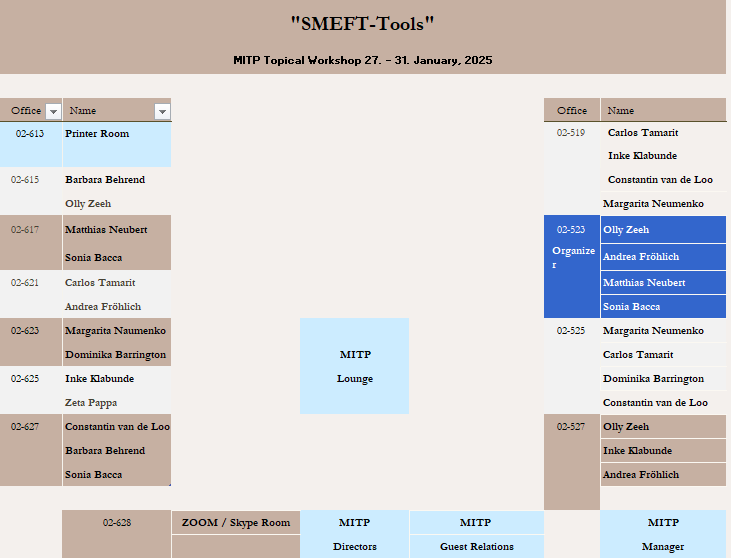 "SMEFT-Tools"
MITP Topical Workshop 27. - 31. January, 2025
Office Name
02-613 Printer Room
02-615 Barbara Behrend
Olly Zeeh
02-617 Matthias Neubert
Sonia Bacca
02-621 Carlos Tamarit
Andrea Fröhlich
02-623 Margarita Naumenko
Dominika Barrington
02-625 Inke Klabunde
Zeta Pappa
02-627 Constantin van de Loo
Barbara Behrend
Sonia Bacca
MITP
Lounge
Office Name
02-519 Carlos Tamarit
Inke Klabunde
Constantin van de Loo
Margarita Neumenko
02-523 Olly Zeeh
Organize
r
Andrea Fröhlich
Matthias Neubert
Sonia Bacca
02-525 Margarita Neumenko
Carlos Tamarit
Dominika Barrington
Constantin van de Loo
02-527 Olly Zeeh
Inke Klabunde
Andrea Fröhlich
02-628 ZOOM / Skype Room
MITP
Directors
MITP
Guest Relations
MITP
Manager